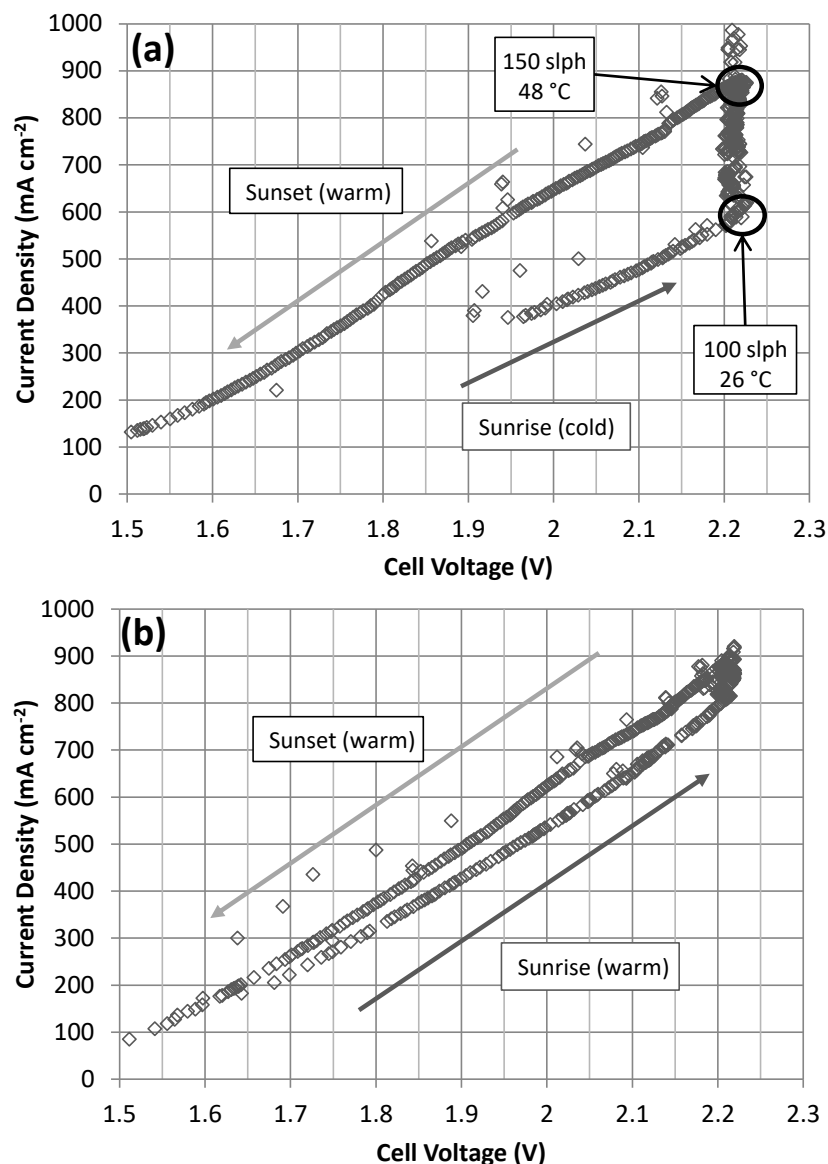 (a)
1000
900
800
700
600
500
400
300
200
100
0
Current Density (mA cm-2)
150 slph
48 °C
Sunset (warm)
100 slph
26 °C
Sunrise (cold)
1.5 1.6 1.7 1.8 1.9 2 2.1 2.2 2.3
Cell Voltage (V)
(b)
1000
900
800
700
600
500
400
300
200
100
0
Current Density (mA cm-2)
Sunset (warm)
Sunrise (warm)
1.5 1.6 1.7 1.8 1.9 2 2.1 2.2 2.3
Cell Voltage (V)